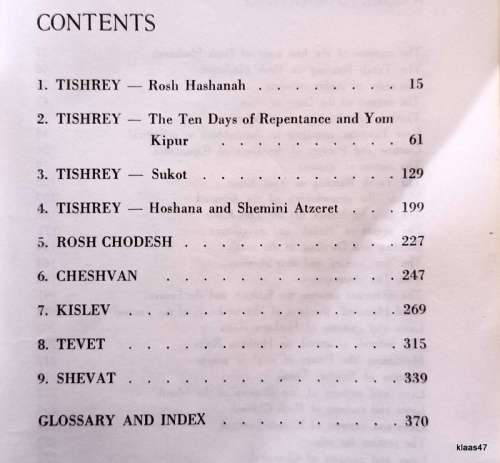 CONTENTS
1. TISHREY — Rosh Hashanah . . . . . . . . 15
2. TISHREY — The Ten Days of Repentance and Yom
Kipur . . . . . . . . . . 61
3. TISHREY — Sukot . . . . . . . . . . . 129
4. TISHREY — Hoshana and Shemini Atzeret . . . 199
5. ROSH CHODESH . . . . . . . . . . . . 227
6. CHESHVAN . . . . . . . . . . . . 247
7. KISLEV . . . . . . . . . . . . . . . 269
8. TEVET . . . . . . . . . . . . . . . 315
9. SHEVAT . . . . . . . . . . . . . . . 339
GLOSSARY AND INDEX . . . . . . . . . . 370
klaas47